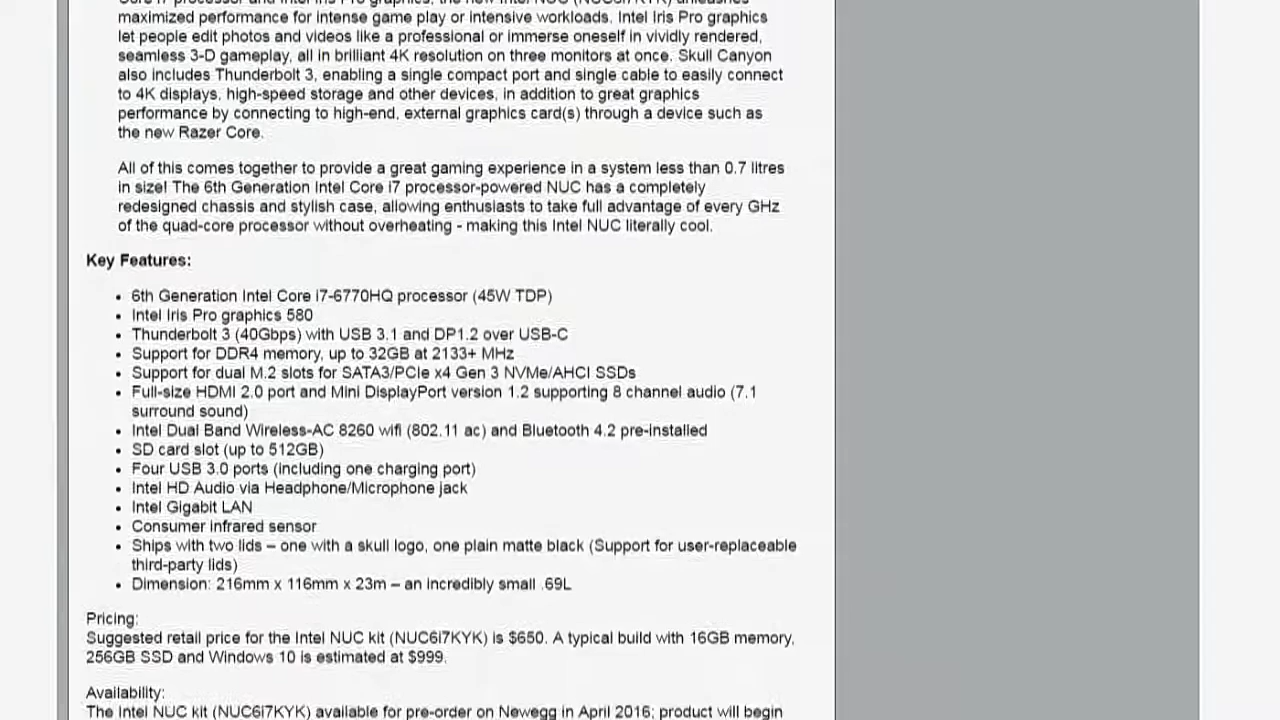 maximized performance for intense game play or intensive workloads. Intel Iris Pro graphics
let people edit photos and videos like a professional or immerse oneself in vividly rendered,
seamless 3-D gameplay, all in brilliant 4K resolution on three monitors at once. Skull Canyon
also includes Thunderbolt 3, enabling a single compact port and single cable to easily connect
to 4K displays, high-speed storage and other devices, in addition to great graphics
performance by connecting to high-end, external graphics card(s) through a device such as
the new Razer Core.
All of this comes together to provide a great gaming experience in a system less than 0.7 litres
in size! The 6th Generation Intel Core i7 processor-powered NUC has a completely
redesigned chassis and stylish case, allowing enthusiasts to take full advantage of every GHz
of the quad-core processor without overheating - making this Intel NUC literally cool.
Key Features:
• 6th Generation Intel Core i7-6770HQ processor (45W TDP)
• Intel Iris Pro graphics 580
• Thunderbolt 3 (40Gbps) with USB 3.1 and DP1.2 over USB-C
• Support for DDR4 memory, up to 32GB at 2133+ MHz
• Support for dual M.2 slots for SATA3/PCIe x4 Gen 3 NVMe/AHCI SSDs
• Full-size HDMI 2.0 port and Mini DisplayPort version 1.2 supporting 8 channel audio (7.1
surround sound)
• Intel Dual Band Wireless-AC 8260 wifi (802.11 ac) and Bluetooth 4.2 pre-installed
• SD card slot (up to 512GB)
• Four USB 3.0 ports (including one charging port)
• Intel HD Audio via Headphone/Microphone jack
• Intel Gigabit LAN
• Consumer infrared sensor
• Ships with two lids – one with a skull logo, one plain matte black (Support for user-replaceable
third-party lids)
• Dimension: 216mm x 116mm x 23m – an incredibly small .69L
Pricing:
Suggested retail price for the Intel NUC kit (NUC6i7KYK) is $650. A typical build with 16GB memory,
256GB SSD and Windows 10 is estimated at $999.
Availability:
The Intel NUC kit (NUC6i7KYK) available for pre-order on Newegg in April 2016; product will begin